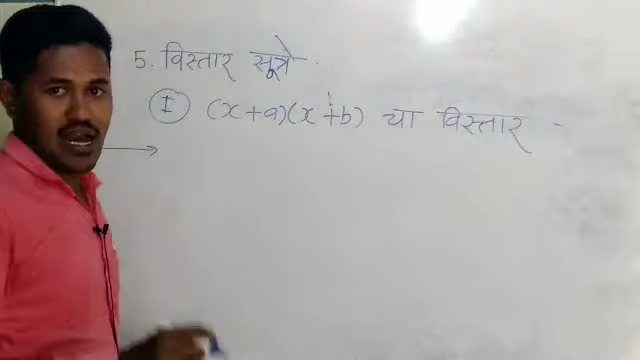 5. विस्तार सूत्रे
I (x+a)(x+b) चा विस्तार -